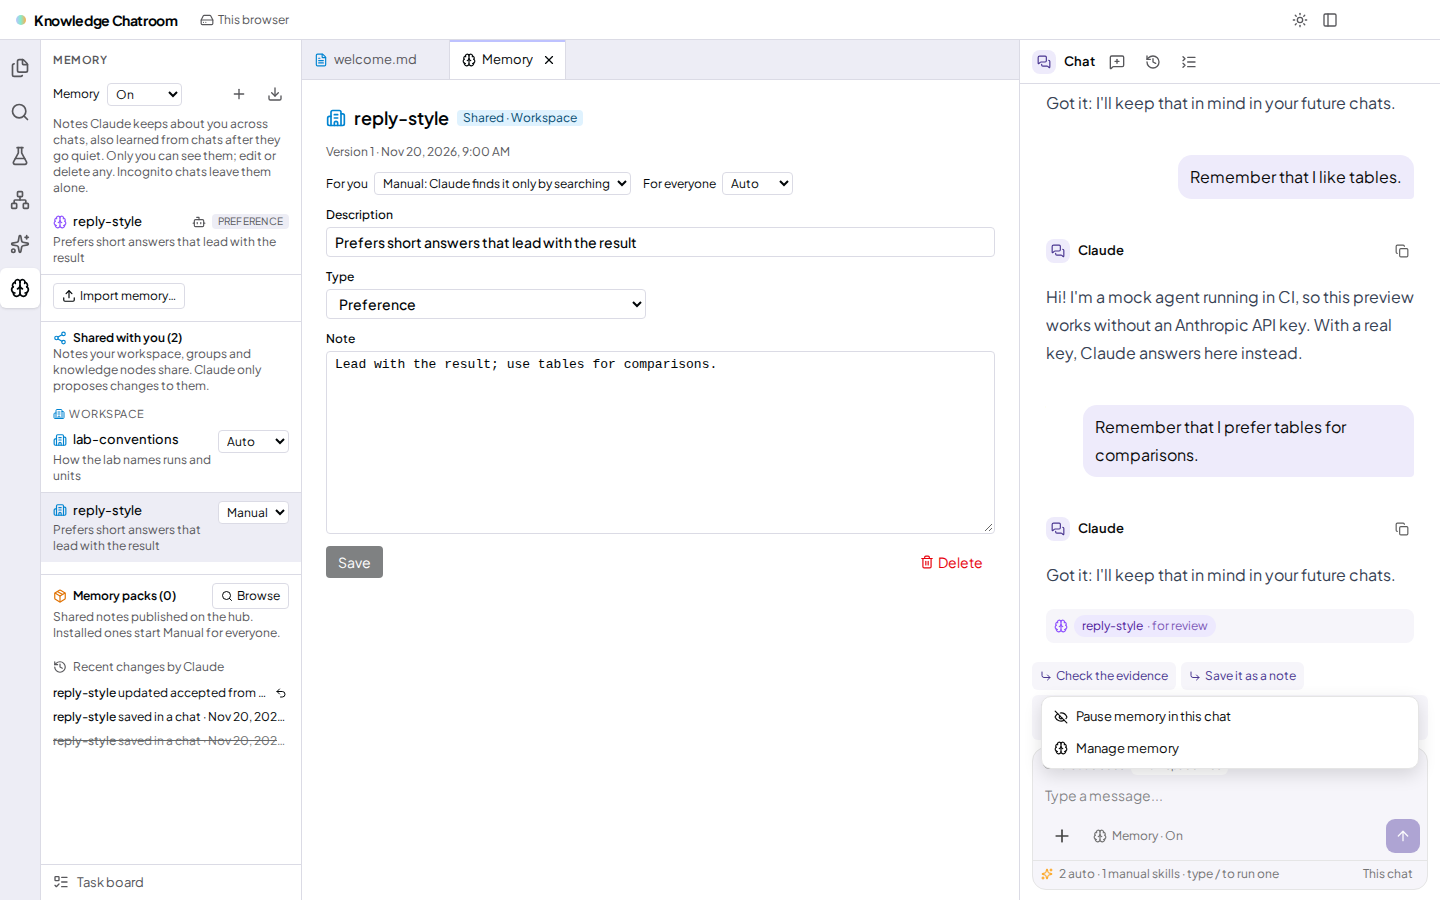 Knowledge Chatroom
This browser
MEMORY
Memory
On
Notes Claude keeps about you across
chats, also learned from chats after they
go quiet. Only you can see them; edit or
delete any. Incognito chats leave them
alone.
reply-style
PREFERENCE
Prefers short answers that lead with the
result
Import memory...
Shared with you (2)
Notes your workspace, groups and
knowledge nodes share. Claude only
proposes changes to them.
WORKSPACE
lab-conventions
Auto
How the lab names runs and
units
reply-style
Manual
Prefers short answers that
lead with the result
Memory packs (0)
Browse
Shared notes published on the hub.
Installed ones start Manual for everyone.
Recent changes by Claude
reply-style updated accepted from ...
reply-style saved in a chat · Nov 20, 202...
reply-style saved in a chat · Nov 20, 202...
Task board
welcome.md
Memory
reply-style
Shared · Workspace
Version 1 · Nov 20, 2026, 9:00 AM
For you
Manual: Claude finds it only by searching
For everyone
Auto
Description
Prefers short answers that lead with the result
Type
Preference
Note
Lead with the result; use tables for comparisons.
Save
Delete
Chat
Got it: I'll keep that in mind in your future chats.
Remember that I like tables.
Claude
Hi! I'm a mock agent running in CI, so this preview
works without an Anthropic API key. With a real
key, Claude answers here instead.
Remember that I prefer tables for
comparisons.
Claude
Got it: I'll keep that in mind in your future chats.
reply-style · for review
Check the evidence
Save it as a note
Pause memory in this chat
Manage memory
Type a message...
Memory · On
2 auto · 1 manual skills · type / to run one
This chat